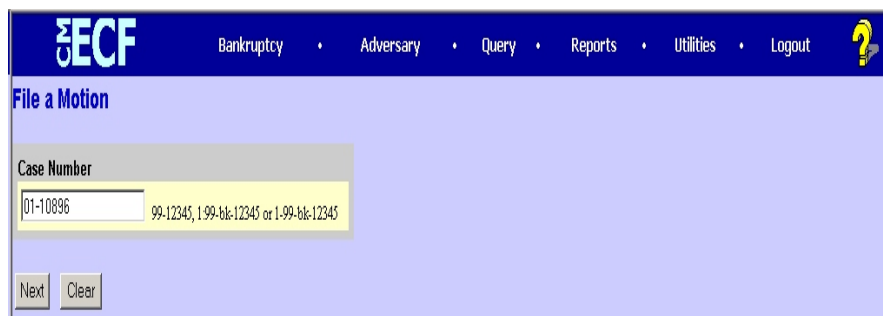 CM ECF Bankruptcy • Adversary • Query • Reports • Utilities • Logout ?
File a Motion
Case Number
01-10896 99-12345, 1:99-bk-12345 or 1-99-bk-12345
Next Clear